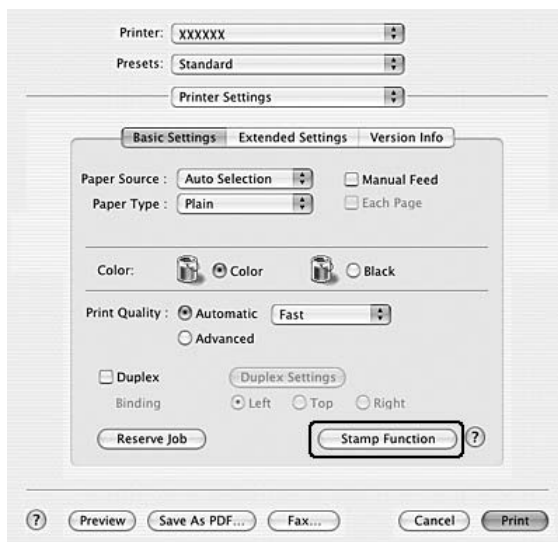 Printer: XXXXXX
Presets: Standard
Printer Settings
Basic Settings Extended Settings Version Info
Paper Source : Auto Selection Manual Feed
Paper Type : Plain Each Page
Color: Color Black
Print Quality : Automatic Fast
Advanced
Duplex Duplex Settings
Binding Left Top Right
Reserve Job Stamp Function ?
? Preview Save As PDF... Fax... Cancel Print